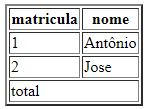 matricula nome
1 Antônio
2 Jose
total